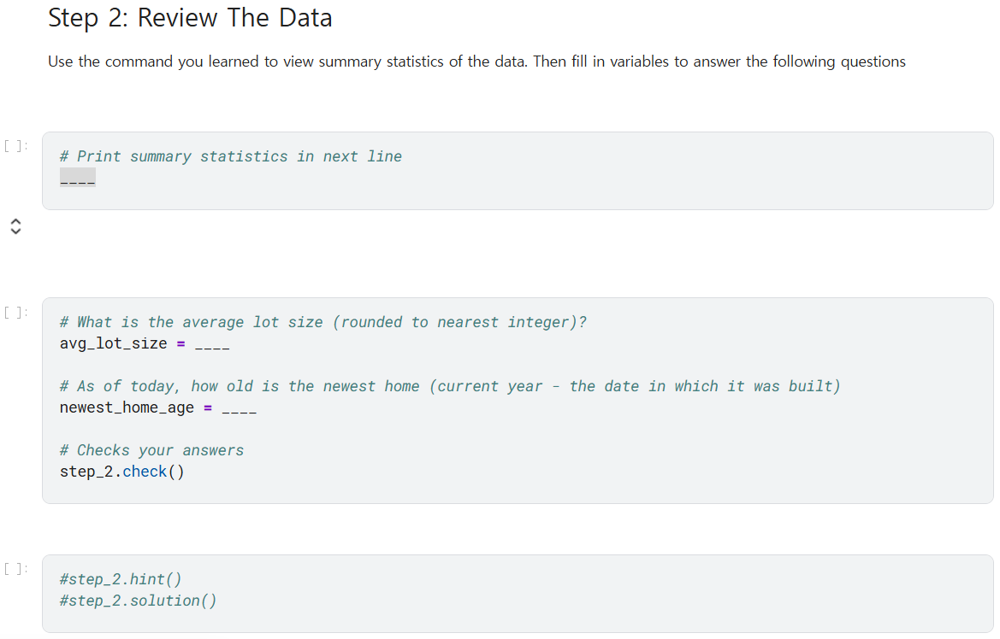 Step 2: Review The Data
Use the command you learned to view summary statistics of the data. Then fill in variables to answer the following questions
[ ]:
# Print summary statistics in next line
____
[ ]:
# What is the average lot size (rounded to nearest integer)?
avg_lot_size = ____
# As of today, how old is the newest home (current year - the date in which it was built)
newest_home_age = ____
# Checks your answers
step_2.check()
[ ]:
#step_2.hint()
#step_2.solution()